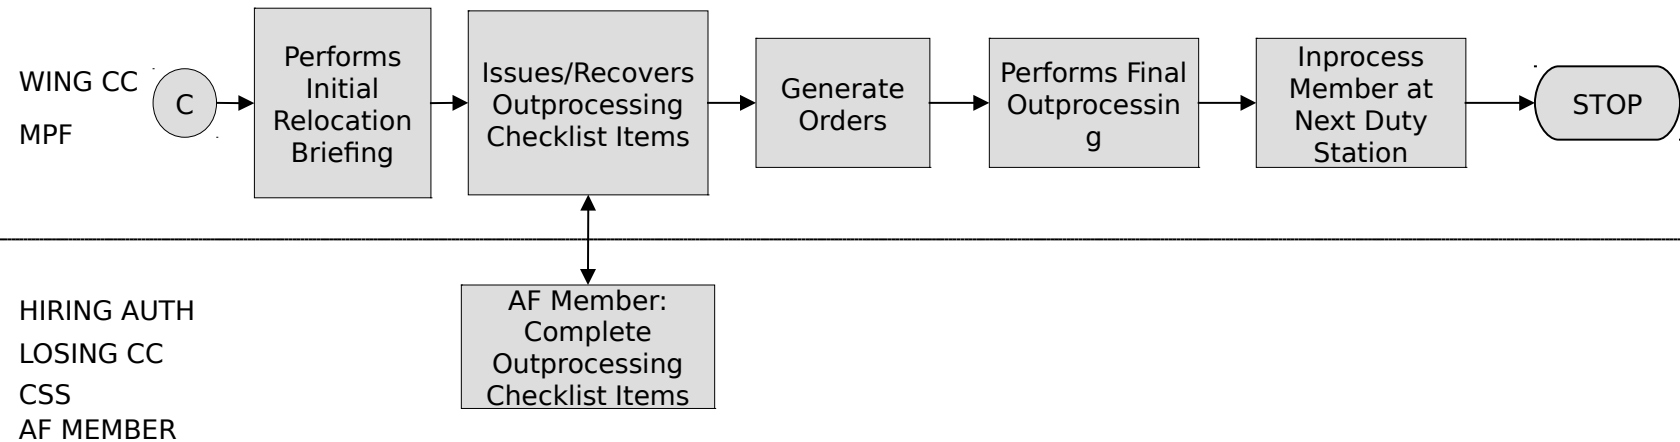 WING CC
MPF
C
Performs
Initial
Relocation
Briefing
Issues/Recovers
Outprocessing
Checklist Items
Generate
Orders
Performs Final
Outprocessin
g
Inprocess
Member at
Next Duty
Station
STOP
HIRING AUTH
LOSING CC
CSS
AF MEMBER
AF Member:
Complete
Outprocessing
Checklist Items